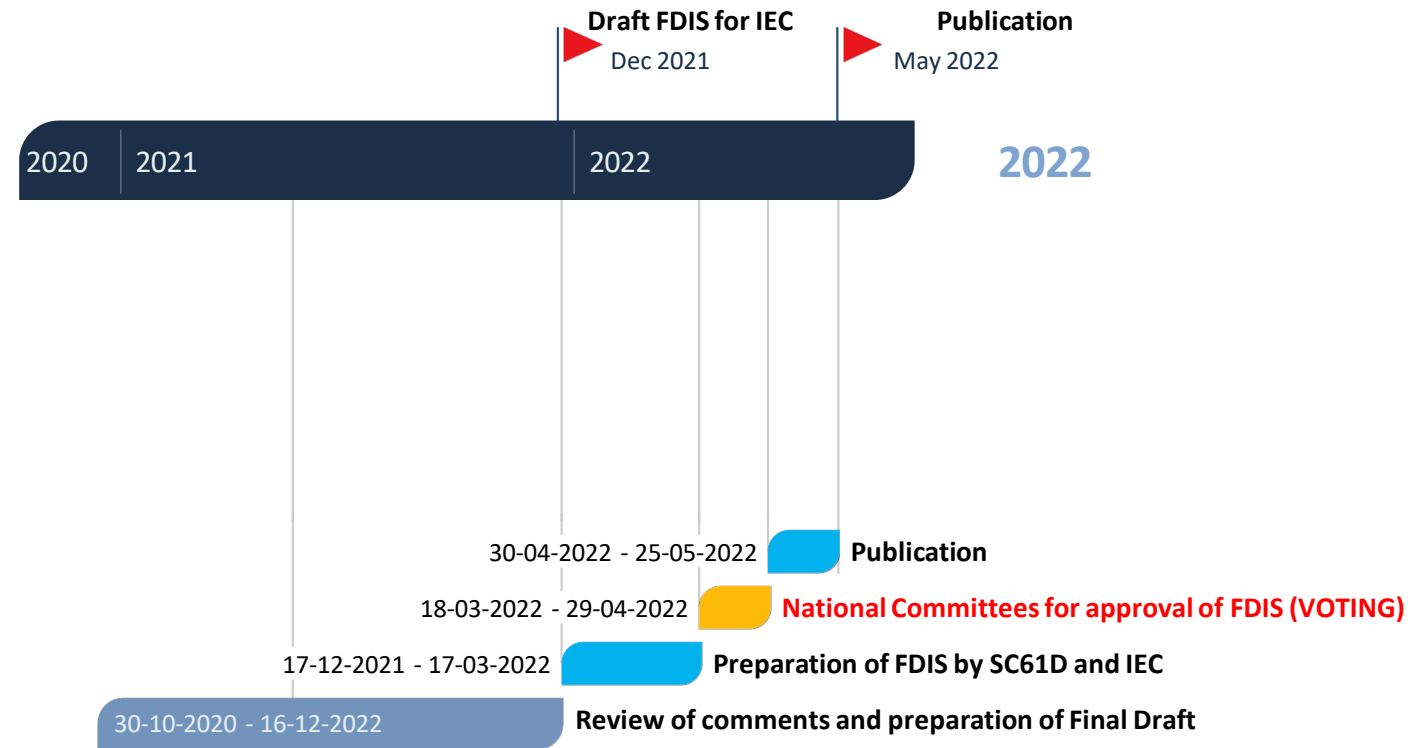 Draft FDIS for IEC
Dec 2021
Publication
May 2022
2020
2021
2022
2022
30-04-2022 - 25-05-2022 Publication
18-03-2022 - 29-04-2022 National Committees for approval of FDIS (VOTING)
17-12-2021 - 17-03-2022 Preparation of FDIS by SC61D and IEC
30-10-2020 - 16-12-2022 Review of comments and preparation of Final Draft